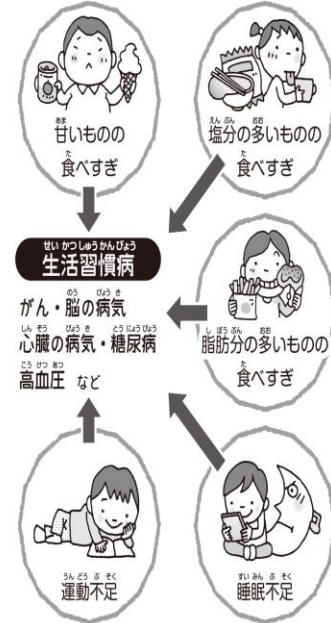 甘いものの
食べすぎ
塩分の多いものの
食べすぎ
生活習慣病
がん・脳の病気
心臓の病気・糖尿病
高血圧 など
脂肪分の多いものの
食べすぎ
運動不足
睡眠不足